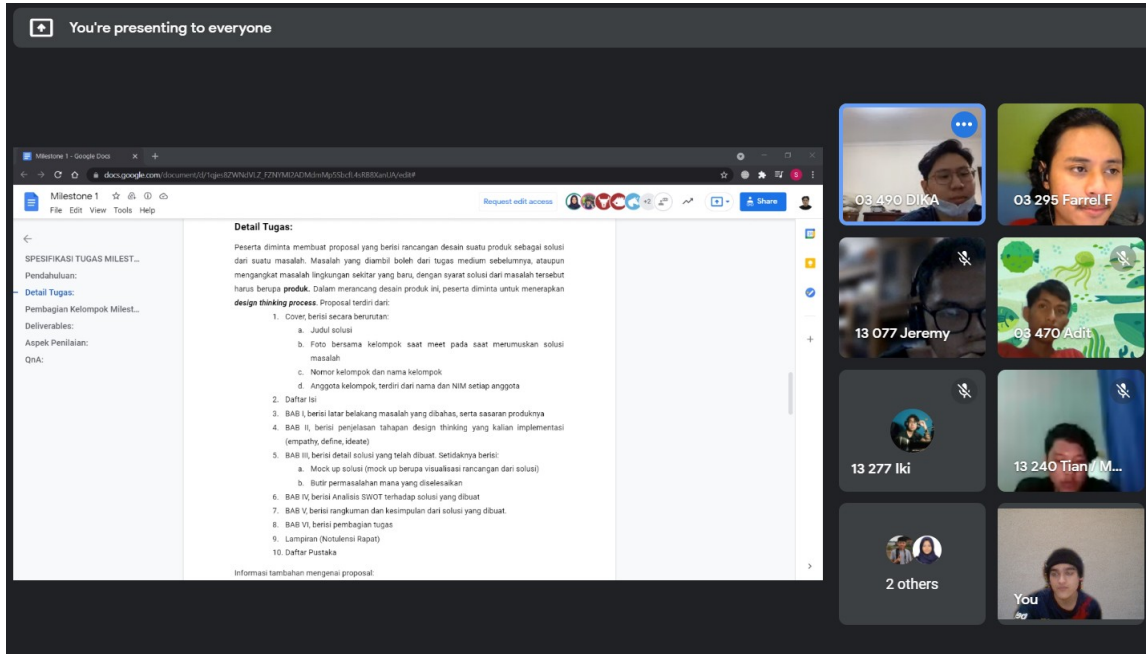 You're presenting to everyone
Milestone 1 - Google Docs
docs.google.com/document/d/
Milestone 1
File Edit View Tools Help
Request edit access
+2
Share
SPESIFIKASI TUGAS MILEST...
Pendahuluan:
Detail Tugas:
Pembagian Kelompok Milest...
Deliverables:
Aspek Penilaian:
QnA:
Detail Tugas:
Peserta diminta membuat proposal yang berisi rancangan desain suatu produk sebagai solusi
dari suatu masalah. Masalah yang diambil boleh dari tugas medium sebelumnya, ataupun
mengangkat masalah lingkungan sekitar yang baru, dengan syarat solusi dari masalah tersebut
harus berupa produk. Dalam merancang desain produk ini, peserta diminta untuk menerapkan
design thinking process. Proposal terdiri dari:
1. Cover, berisi secara berurutan:
a. Judul solusi
b. Foto bersama kelompok saat meet pada saat merumuskan solusi
masalah
c. Nomor kelompok dan nama kelompok
d. Anggota kelompok, terdiri dari nama dan NIM setiap anggota
2. Daftar Isi
3. BAB I, berisi latar belakang masalah yang dibahas, serta sasaran produknya
4. BAB II, berisi penjelasan tahapan design thinking yang kalian implementasi
(empathy, define, ideate)
5. BAB III, berisi detail solusi yang telah dibuat. Setidaknya berisi:
a. Mock up solusi (mock up berupa visualisasi rancangan dari solusi)
b. Butir permasalahan mana yang diselesaikan
6. BAB IV, berisi Analisis SWOT terhadap solusi yang dibuat
7. BAB V, berisi rangkuman dan kesimpulan dari solusi yang dibuat.
8. BAB VI, berisi pembagian tugas
9. Lampiran (Notulensi Rapat)
10. Daftar Pustaka
Informasi tambahan mengenai proposal:
03 490 DIKA
03 295 Farrel F
13 077 Jeremy
03 470 Adit
13 277 Iki
13 240 Tian / M...
2 others
You